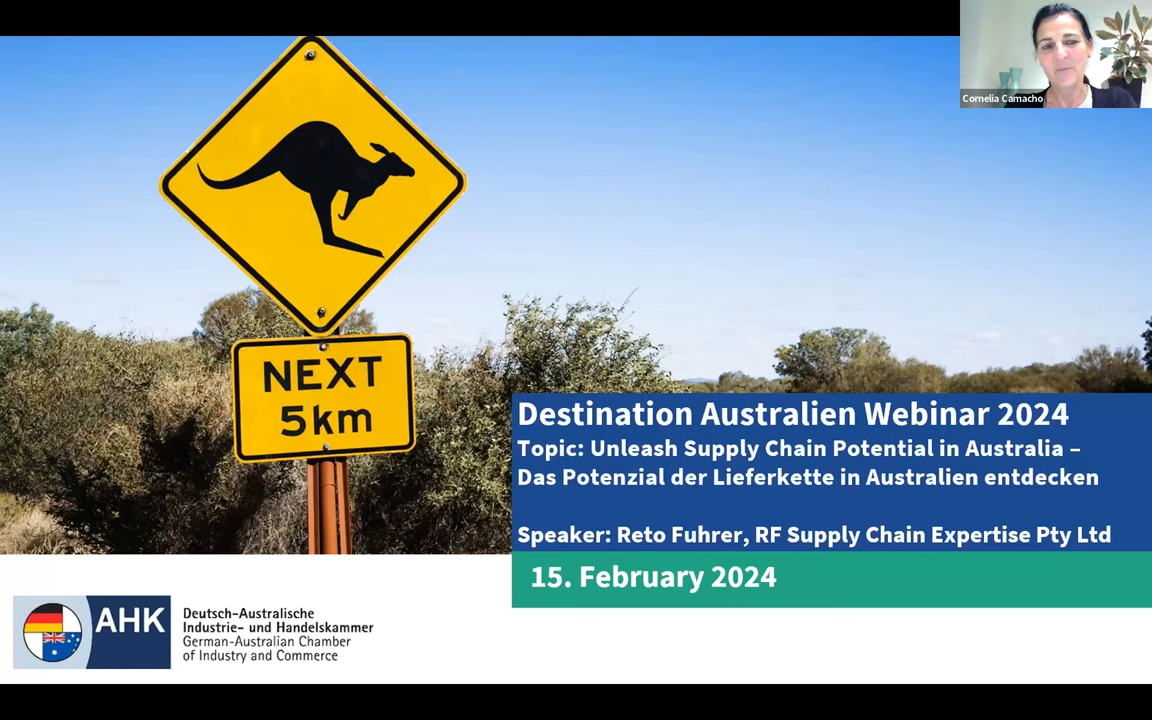 Cornelia Camacho
NEXT
5km
Destination Australien Webinar 2024
Topic: Unleash Supply Chain Potential in Australia –
Das Potenzial der Lieferkette in Australien entdecken
Speaker: Reto Fuhrer, RF Supply Chain Expertise Pty Ltd
15. February 2024
AHK
Deutsch-Australische
Industrie- und Handelskammer
German-Australian Chamber
of Industry and Commerce